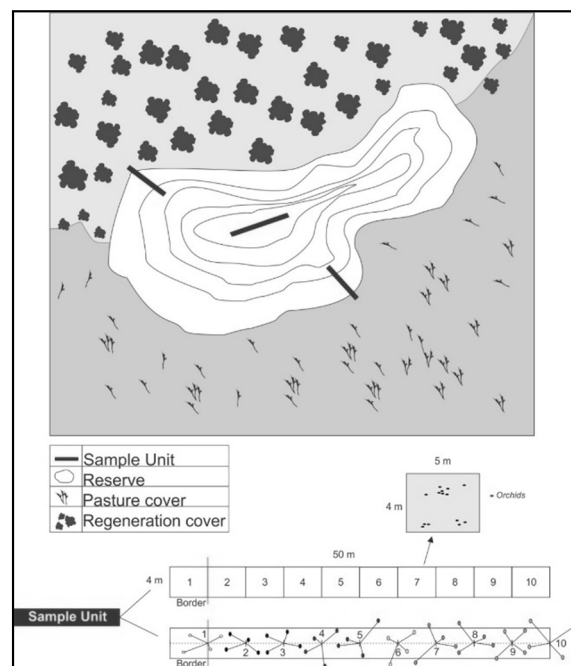 Sample Unit
Reserve
Pasture cover
Regeneration cover
5 m
4 m
- Orchids
50 m
4 m
1 2 3 4 5 6 7 8 9 10
Border
Sample Unit
1 2 3 4 5 6 7 8 9 10
Border